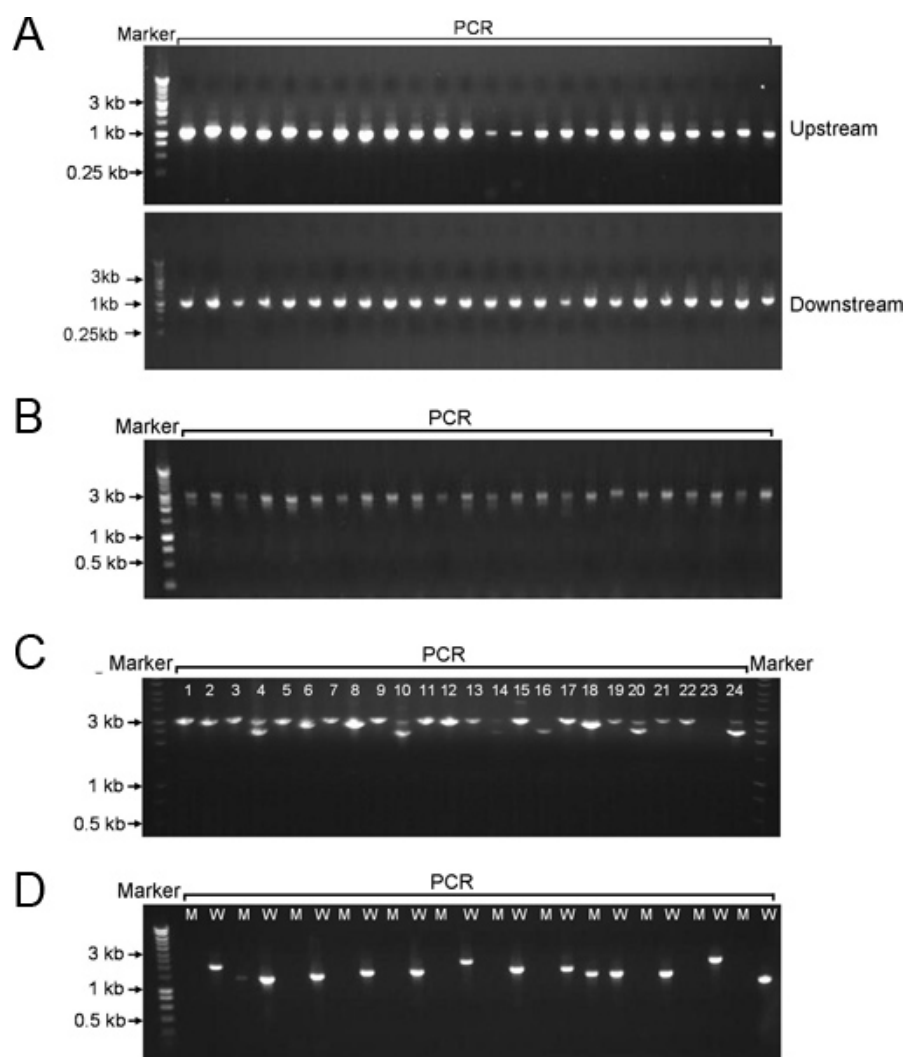 A
Marker PCR
3 kb
1 kb
0.25 kb
Upstream
3kb
1kb
0.25kb
Downstream
B
Marker PCR
3 kb
1 kb
0.5 kb
C
Marker PCR Marker
1 2 3 4 5 6 7 8 9 10 11 12 13 14 15 16 17 18 19 20 21 22 23 24
3 kb
1 kb
0.5 kb
D
Marker PCR
M W M W M W M W M W M W M W M W M W M W M W M W
3 kb
1 kb
0.5 kb